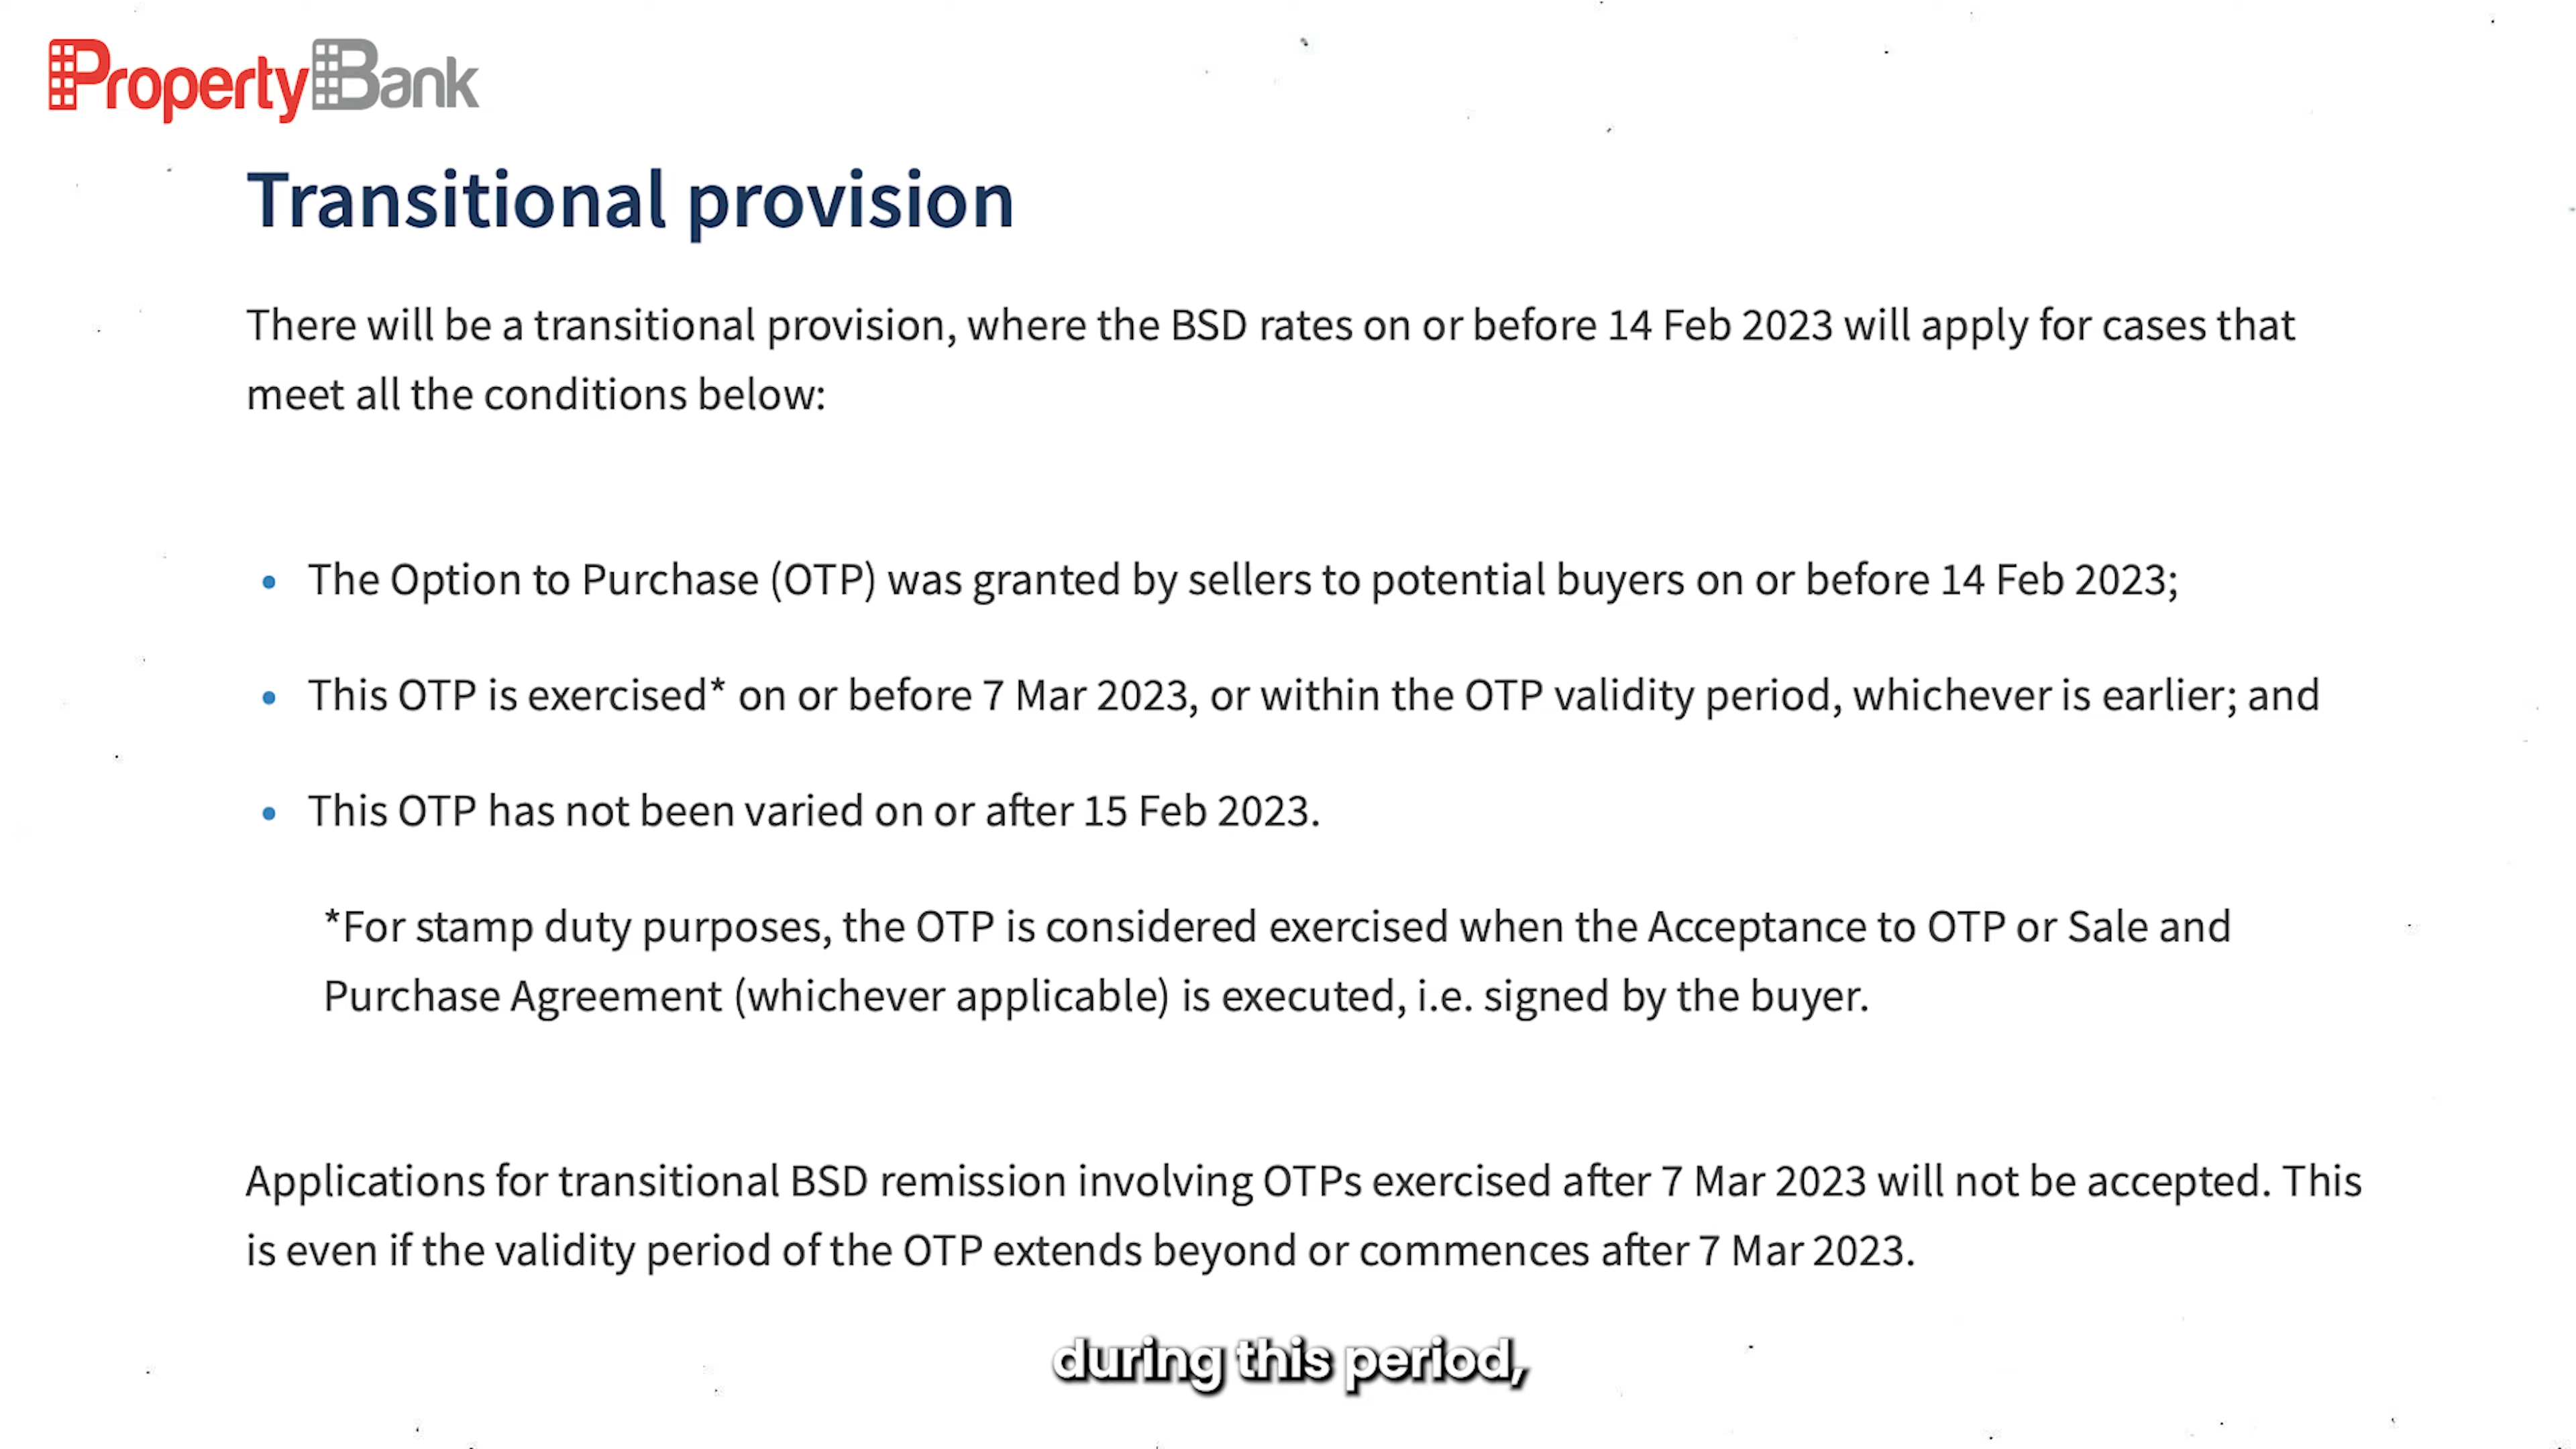 PropertyBank
Transitional provision
There will be a transitional provision, where the BSD rates on or before 14 Feb 2023 will apply for cases that
meet all the conditions below:
• The Option to Purchase (OTP) was granted by sellers to potential buyers on or before 14 Feb 2023;
• This OTP is exercised* on or before 7 Mar 2023, or within the OTP validity period, whichever is earlier; and
• This OTP has not been varied on or after 15 Feb 2023.
*For stamp duty purposes, the OTP is considered exercised when the Acceptance to OTP or Sale and
Purchase Agreement (whichever applicable) is executed, i.e. signed by the buyer.
Applications for transitional BSD remission involving OTPs exercised after 7 Mar 2023 will not be accepted. This
is even if the validity period of the OTP extends beyond or commences after 7 Mar 2023.
during this period,